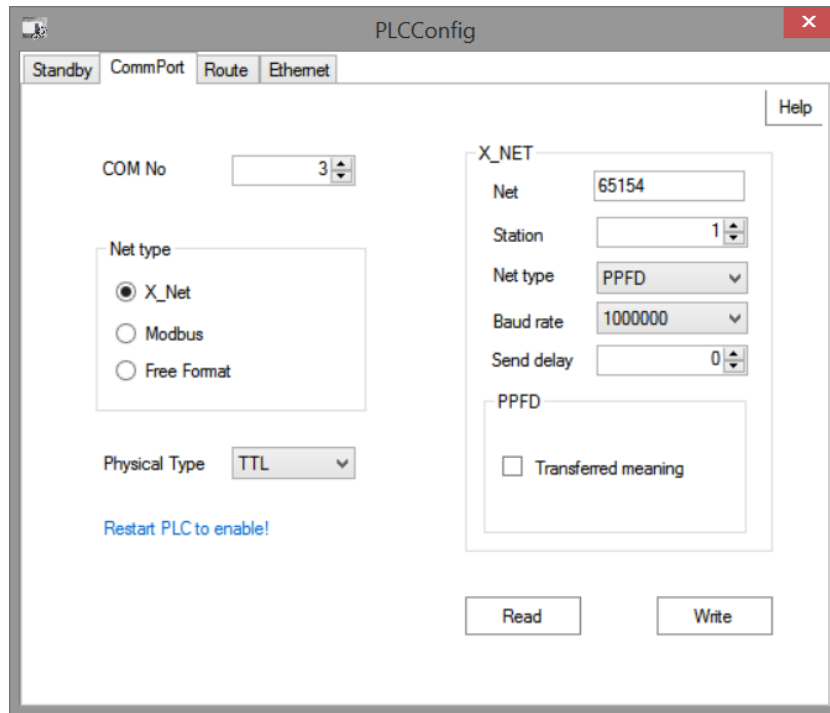 PLCConfig
Standby CommPort Route Ethernet
Help
COM No 3
Net type
X_Net
Modbus
Free Format
Physical Type TTL
Restart PLC to enable!
X_NET
Net 65154
Station 1
Net type PPFD
Baud rate 1000000
Send delay 0
PPFD
Transferred meaning
Read Write